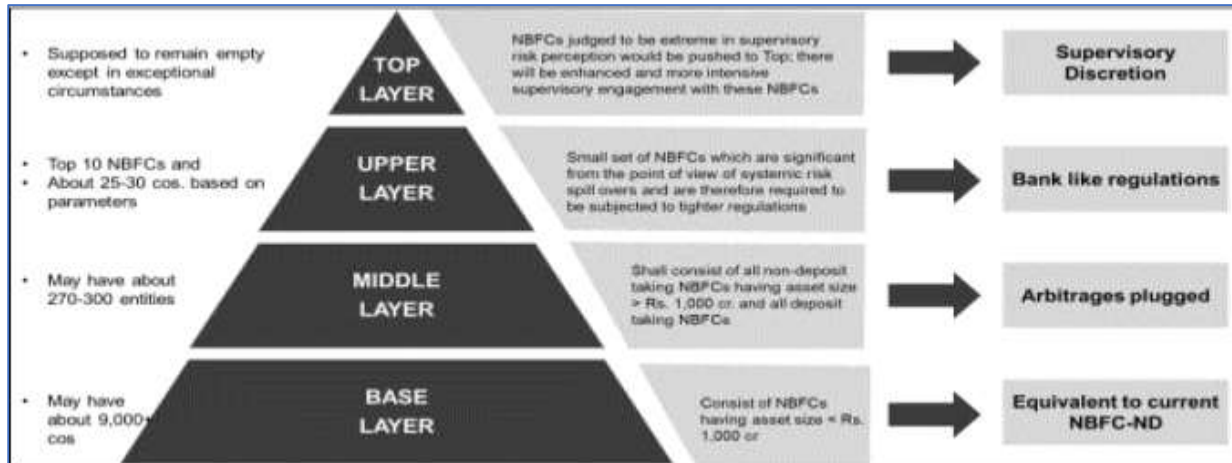 • Supposed to remain empty
except in exceptional
circumstances
TOP
LAYER
NBFCs judged to be extreme in supervisory
risk perception would be pushed to Top; there
will be enhanced and more intensive
supervisory engagement with these NBFCs
Supervisory
Discretion
• Top 10 NBFCs and
• About 25-30 cos. based on
parameters
UPPER
LAYER
Small set of NBFCs which are significant
from the point of view of systemic risk
spill overs and are therefore required to
be subjected to tighter regulations
Bank like regulations
• May have about
270-300 entities
MIDDLE
LAYER
Shall consist of all non-deposit
taking NBFCs having asset size
> Rs. 1,000 cr. and all deposit
taking NBFCs
Arbitrages plugged
• May have
about 9,000+
cos
BASE
LAYER
Consist of NBFCs
having asset size < Rs.
1,000 cr
Equivalent to current
NBFC-ND